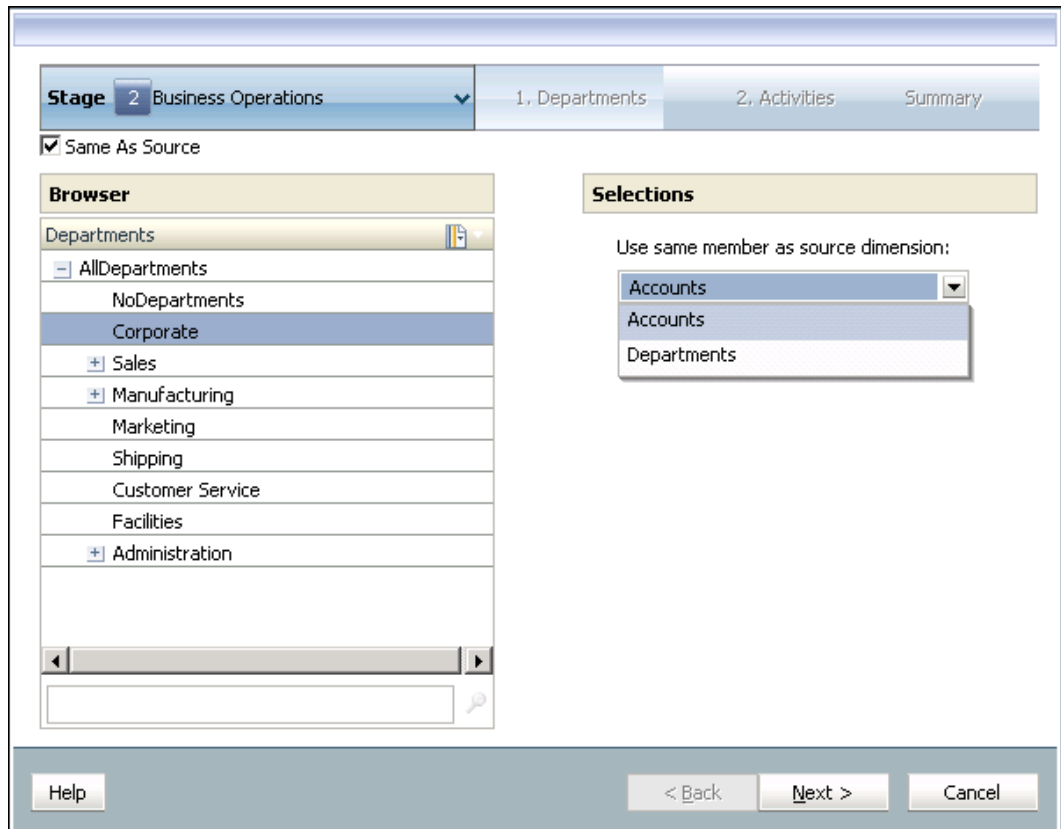 Stage 2 Business Operations 1. Departments 2. Activities Summary
Same As Source
Browser
Selections
Departments
Use same member as source dimension:
AllDepartments
NoDepartments
Corporate
Sales
Manufacturing
Marketing
Shipping
Customer Service
Facilities
Administration
Accounts
Accounts
Departments
Help
< Back
Next >
Cancel